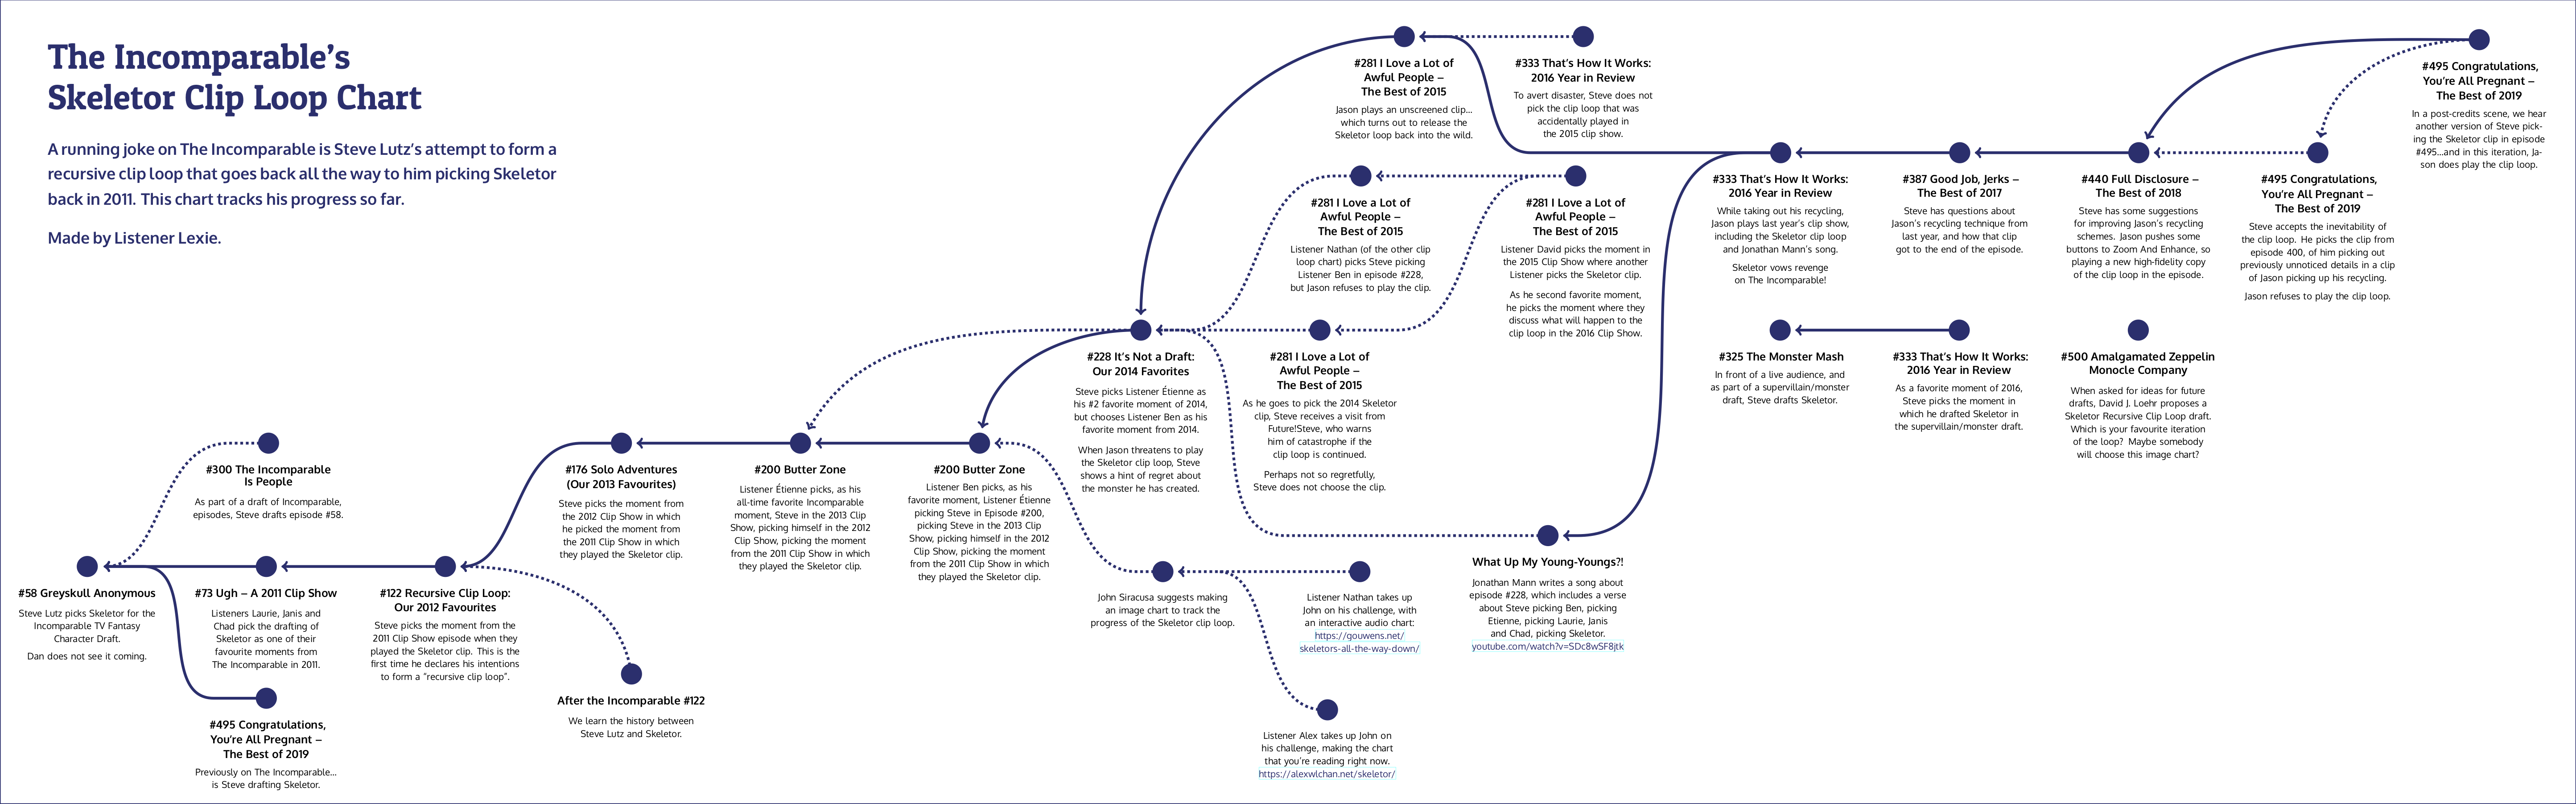 The Incomparable's
Skeletor Clip Loop Chart
A running joke on The Incomparable is Steve Lutz's attempt to form a
recursive clip loop that goes back all the way to him picking Skeletor
back in 2011. This chart tracks his progress so far.
Made by Listener Lexie.
#281 I Love a Lot of
Awful People –
The Best of 2015
Jason plays an unscreened clip…
which turns out to release the
Skeletor loop back into the wild.
#333 That's How It Works:
2016 Year in Review
To avert disaster, Steve does not
pick the clip loop that was
accidentally played in
the 2015 clip show.
#495 Congratulations,
You're All Pregnant –
The Best of 2019
In a post-credits scene, we hear
another version of Steve pick-
ing the Skeletor clip in episode
#495…and in this iteration, Ja-
son does play the clip loop.
#281 I Love a Lot of
Awful People –
The Best of 2015
Listener Nathan (of the other clip
loop chart) picks Steve picking
Listener Ben in episode #228,
but Jason refuses to play the clip.
#281 I Love a Lot of
Awful People –
The Best of 2015
Listener David picks the moment in
the 2015 Clip Show where another
Listener picks the Skeletor clip.
As he second favorite moment,
he picks the moment where they
discuss what will happen to the
clip loop in the 2016 Clip Show.
#333 That's How It Works:
2016 Year in Review
While taking out his recycling,
Jason plays last year's clip show,
including the Skeletor clip loop
and Jonathan Mann's song.
Skeletor vows revenge
on The Incomparable!
#387 Good Job, Jerks –
The Best of 2017
Steve has questions about
Jason's recycling technique from
last year, and how that clip
got to the end of the episode.
#440 Full Disclosure –
The Best of 2018
Steve has some suggestions
for improving Jason's recycling
schemes. Jason pushes some
buttons to Zoom And Enhance, so
playing a new high-fidelity copy
of the clip loop in the episode.
#495 Congratulations,
You're All Pregnant –
The Best of 2019
Steve accepts the inevitability of
the clip loop. He picks the clip from
episode 400, of him picking out
previously unnoticed details in a clip
of Jason picking up his recycling.
Jason refuses to play the clip loop.
#228 It's Not a Draft:
Our 2014 Favorites
Steve picks Listener Étienne as
his #2 favorite moment of 2014,
but chooses Listener Ben as his
favorite moment from 2014.
When Jason threatens to play
the Skeletor clip loop, Steve
shows a hint of regret about
the monster he has created.
#281 I Love a Lot of
Awful People –
The Best of 2015
As he goes to pick the 2014 Skeletor
clip, Steve receives a visit from
Future!Steve, who warns
him of catastrophe if the
clip loop is continued.
Perhaps not so regretfully,
Steve does not choose the clip.
#325 The Monster Mash
In front of a live audience, and
as part of a supervillain/monster
draft, Steve drafts Skeletor.
#333 That's How It Works:
2016 Year in Review
As a favorite moment of 2016,
Steve picks the moment in
which he drafted Skeletor in
the supervillain/monster draft.
#500 Amalgamated Zeppelin
Monocle Company
When asked for ideas for future
drafts, David J. Loehr proposes a
Skeletor Recursive Clip Loop draft.
Which is your favourite iteration
of the loop? Maybe somebody
will choose this image chart?
#300 The Incomparable
Is People
As part of a draft of Incomparable,
episodes, Steve drafts episode #58.
#176 Solo Adventures
(Our 2013 Favourites)
Steve picks the moment from
the 2012 Clip Show in which
he picked the moment from
the 2011 Clip Show in which
they played the Skeletor clip.
#200 Butter Zone
Listener Étienne picks, as his
all-time favorite Incomparable
moment, Steve in the 2013 Clip
Show, picking himself in the 2012
Clip Show, picking the moment
from the 2011 Clip Show in which
they played the Skeletor clip.
#200 Butter Zone
Listener Ben picks, as his
favorite moment, Listener Étienne
picking Steve in Episode #200,
picking Steve in the 2013 Clip
Show, picking himself in the 2012
Clip Show, picking the moment
from the 2011 Clip Show in which
they played the Skeletor clip.
#58 Greyskull Anonymous
Steve Lutz picks Skeletor for the
Incomparable TV Fantasy
Character Draft.
Dan does not see it coming.
#73 Ugh – A 2011 Clip Show
Listeners Laurie, Janis and
Chad pick the drafting of
Skeletor as one of their
favourite moments from
The Incomparable in 2011.
#122 Recursive Clip Loop:
Our 2012 Favourites
Steve picks the moment from the
2011 Clip Show episode when they
played the Skeletor clip. This is the
first time he declares his intentions
to form a "recursive clip loop".
John Siracusa suggests making
an image chart to track the
progress of the Skeletor clip loop.
Listener Nathan takes up
John on his challenge, with
an interactive audio chart:
https://gouwens.net/
skeletors-all-the-way-down/
What Up My Young-Youngs?!
Jonathan Mann writes a song about
episode #228, which includes a verse
about Steve picking Ben, picking
Etienne, picking Laurie, Janis
and Chad, picking Skeletor.
youtube.com/watch?v=SDc8wSF8jtk
#495 Congratulations,
You're All Pregnant –
The Best of 2019
Previously on The Incomparable…
is Steve drafting Skeletor.
After the Incomparable #122
We learn the history between
Steve Lutz and Skeletor.
Listener Alex takes up John on
his challenge, making the chart
that you're reading right now.
https://alexwlchan.net/skeletor/